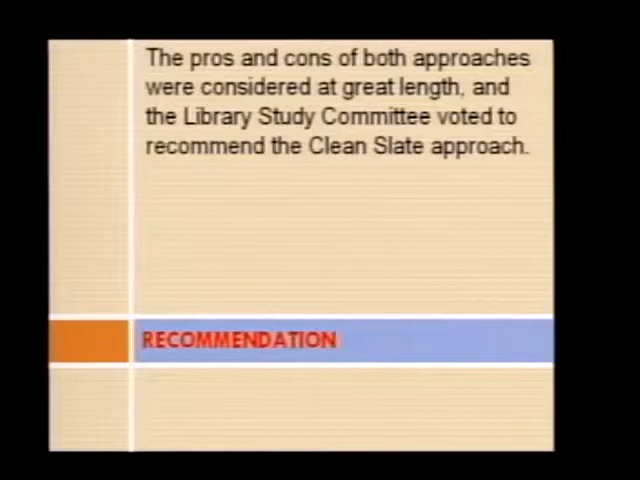 The pros and cons of both approaches
were considered at great length, and
the Library Study Committee voted to
recommend the Clean Slate approach.
RECOMMENDATION